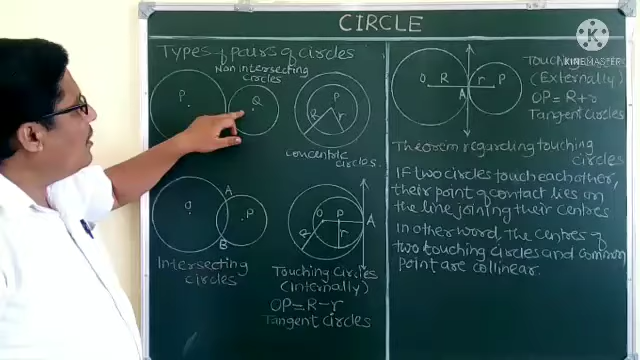 CIRCLE
Types of pairs of circles
Non intersecting
circles
P
Q
P
R
r
Concentric circles.
O
A
P
B
Intersecting
circles
O
P
A
R
r
Touching Circles
(Internally)
OP=R-r
Tangent Circles
O
R
r
P
A
Touching
(Externally)
OP=R+r
Tangent Circles
Theorem regarding touching
circles
If two circles touch each other,
their point of contact lies on
the line joining their centres
In other word, the centres of
two touching circles and common
point are collinear.
K
KINEMASTER